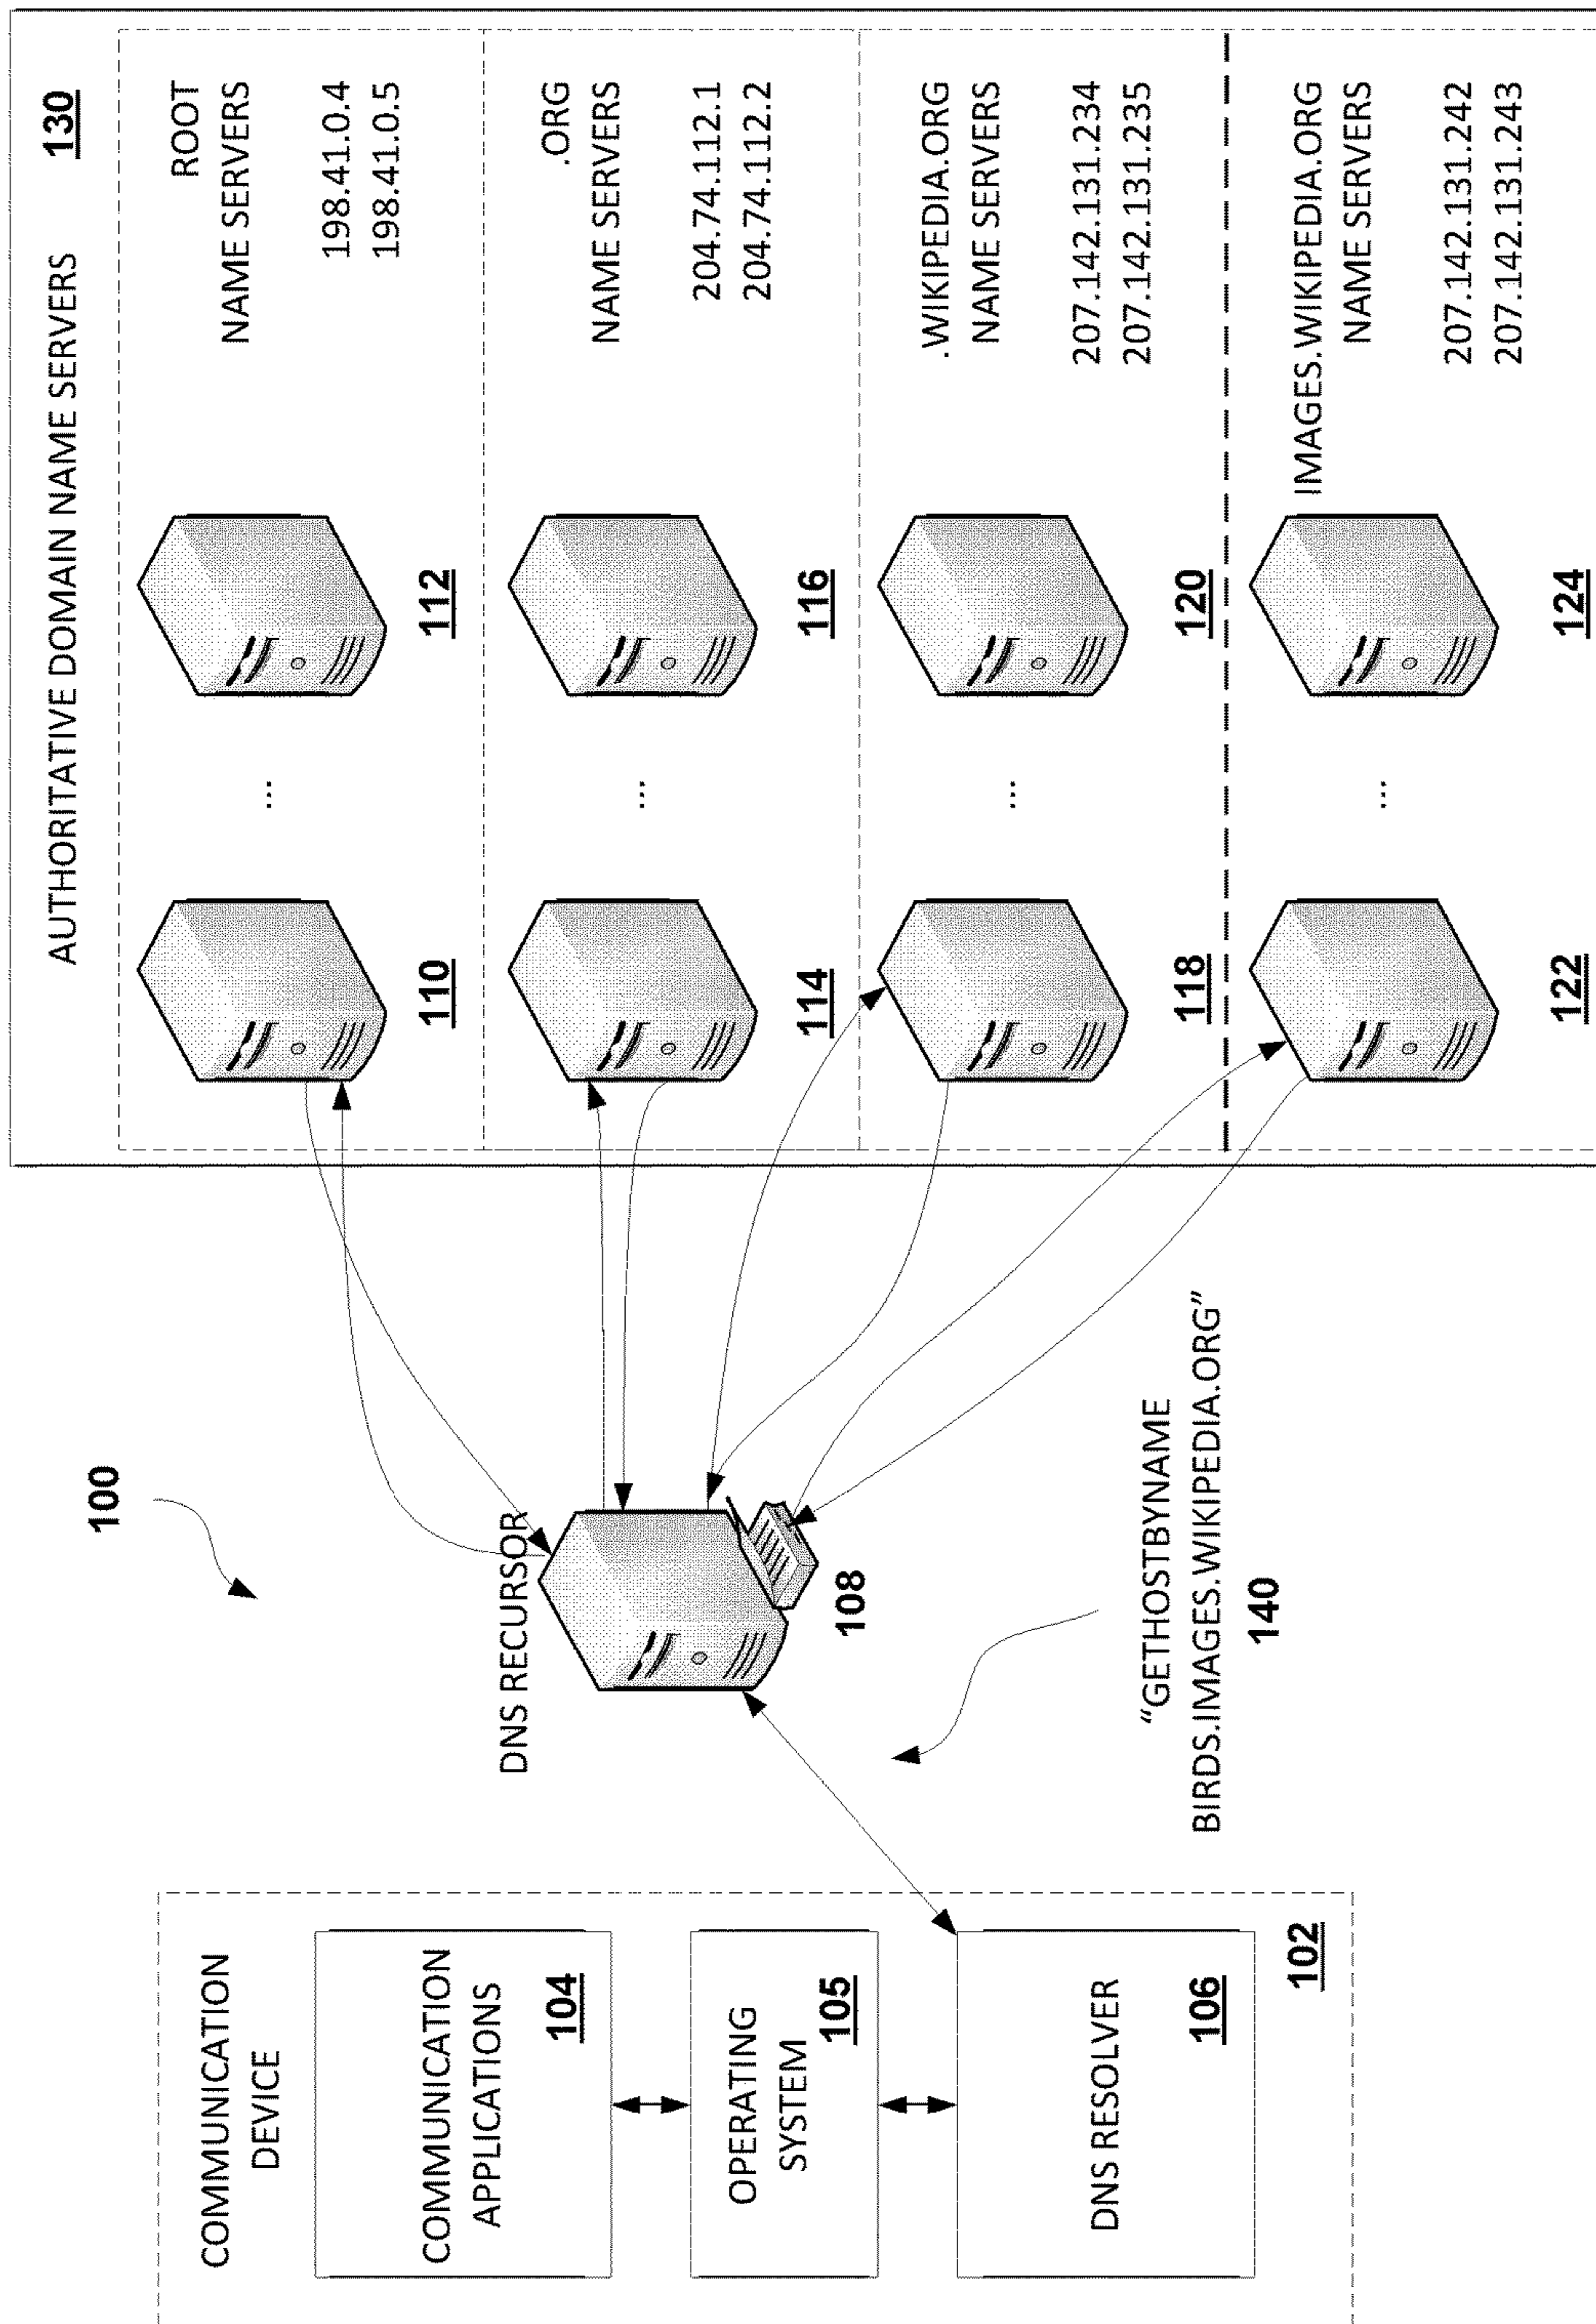 COMMUNICATION
DEVICE
COMMUNICATION
APPLICATIONS
104
OPERATING
SYSTEM
105
DNS RESOLVER
106
102
100
DNS RECURSOR
108
“GETHOSTBYNAME
BIRDS.IMAGES.WIKIPEDIA.ORG”
140
AUTHORITATIVE DOMAIN NAME SERVERS
130
110
...
112
ROOT
NAME SERVERS
198.41.0.4
198.41.0.5
114
...
116
.ORG
NAME SERVERS
204.74.112.1
204.74.112.2
118
...
120
.WIKIPEDIA.ORG
NAME SERVERS
207.142.131.234
207.142.131.235
122
...
124
IMAGES.WIKIPEDIA.ORG
NAME SERVERS
207.142.131.242
207.142.131.243